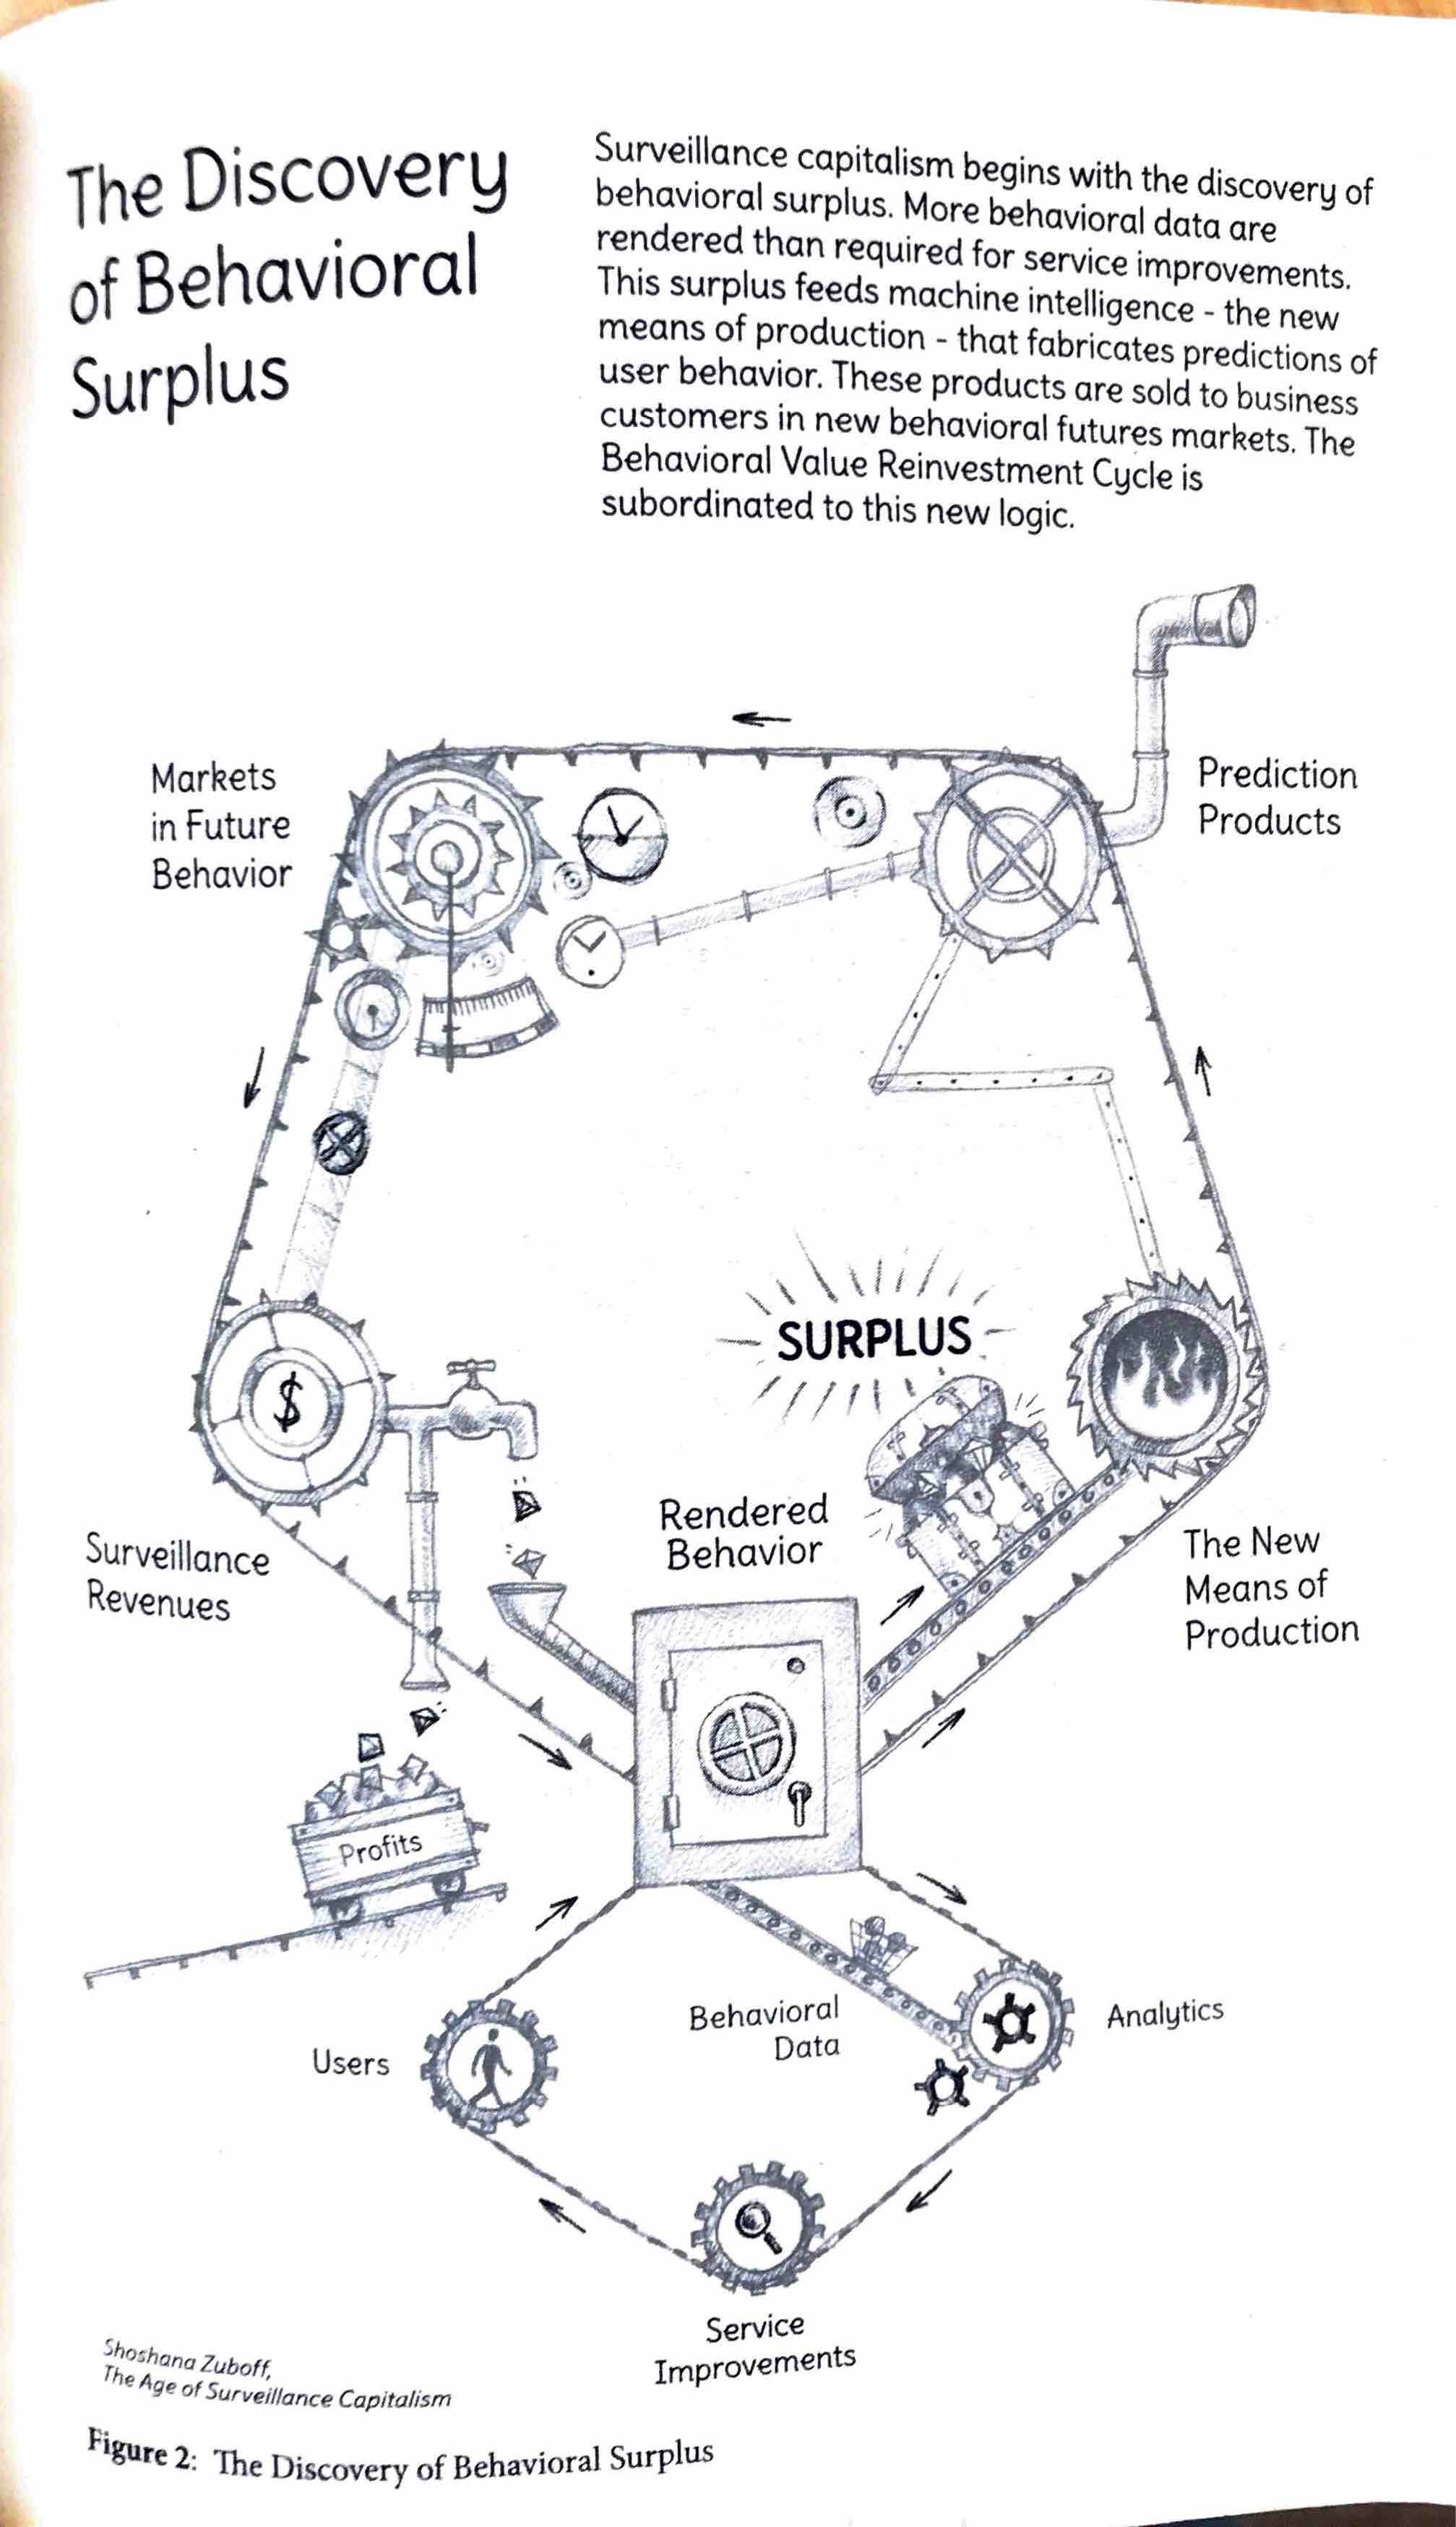 The Discovery
of Behavioral
Surplus
Surveillance capitalism begins with the discovery of
behavioral surplus. More behavioral data are
rendered than required for service improvements.
This surplus feeds machine intelligence - the new
means of production - that fabricates predictions of
user behavior. These products are sold to business
customers in new behavioral futures markets. The
Behavioral Value Reinvestment Cycle is
subordinated to this new logic.
Markets
in Future
Behavior
Prediction
Products
SURPLUS
$
Rendered
Behavior
Surveillance
Revenues
The New
Means of
Production
Profits
Behavioral
Data
Analytics
Users
Service
Improvements
Shoshana Zuboff,
The Age of Surveillance Capitalism
Figure 2: The Discovery of Behavioral Surplus